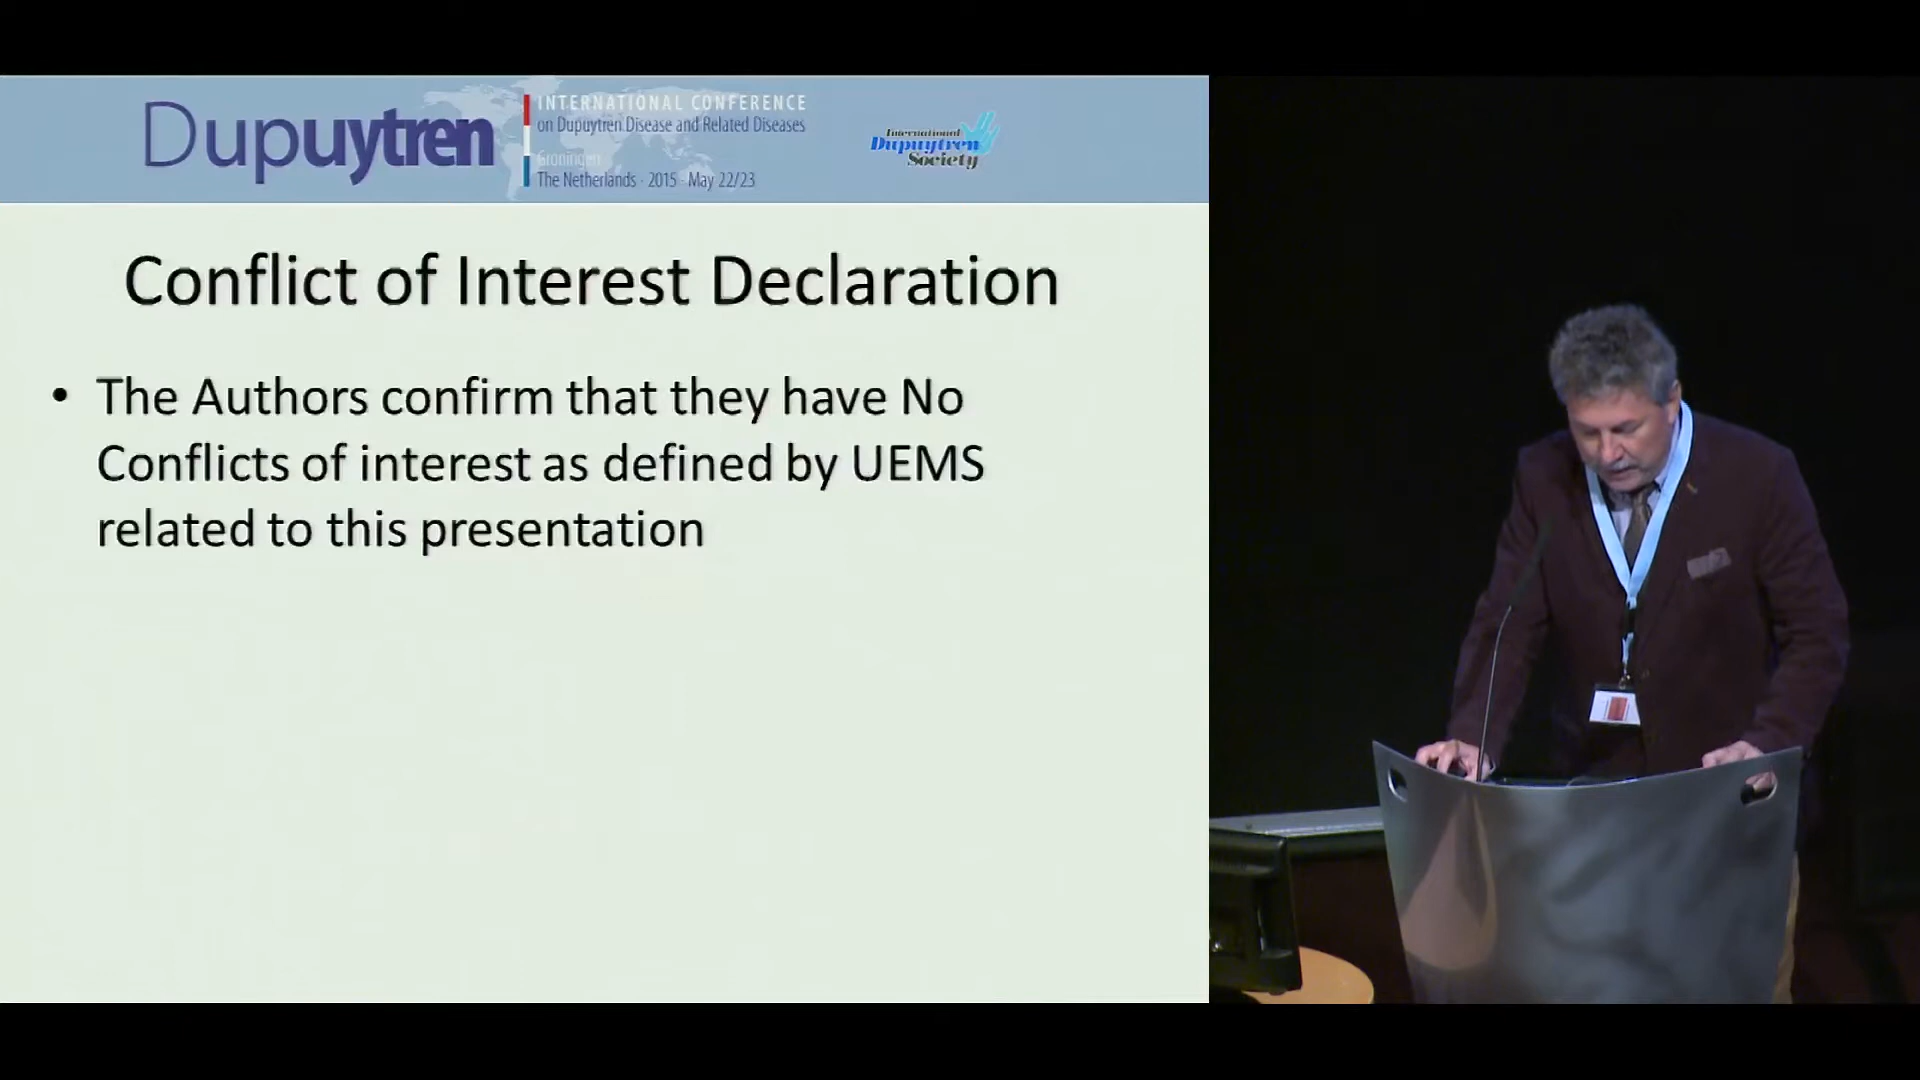 Dupuytren
INTERNATIONAL CONFERENCE
on Dupuytren Disease and Related Diseases
Groningen
The Netherlands · 2015 · May 22/23
International
Dupuytren
Society
Conflict of Interest Declaration
• The Authors confirm that they have No
Conflicts of interest as defined by UEMS
related to this presentation